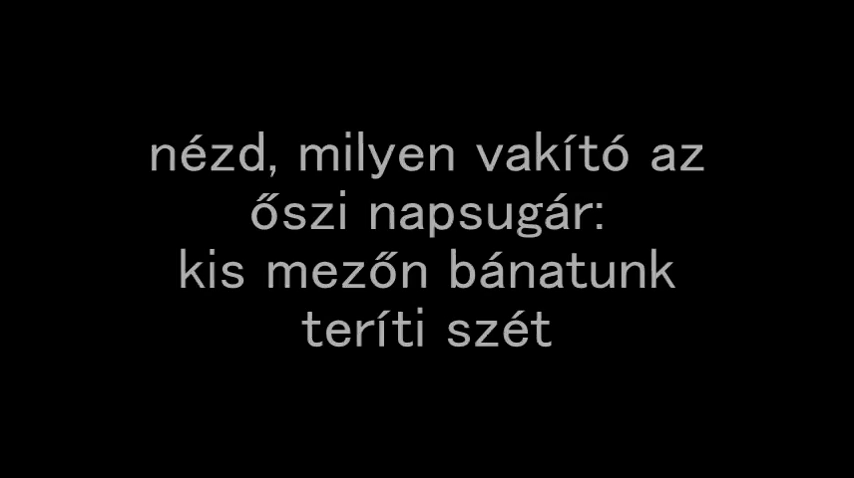 nézd, milyen vakító az
őszi napsugár:
kis mezőn bánatunk
teríti szét